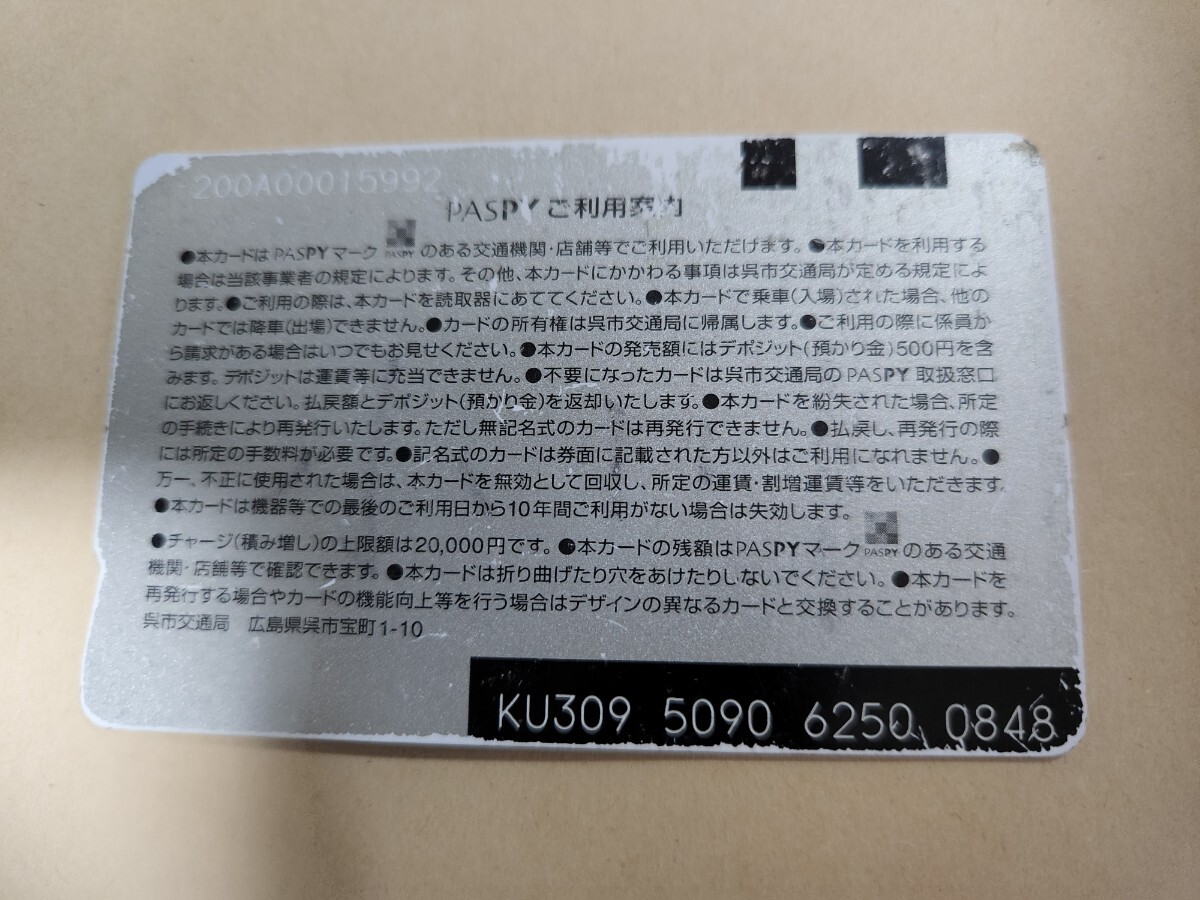 200A00015992
PASPY ご利用案内
●本カードは PASPYマーク PASPY のある交通機関・店舗等でご利用いただけます。●本カードを利用する
場合は当該事業者の規定によります。その他、本カードにかかわる事項は呉市交通局が定める規定によ
ります。●ご利用の際は、本カードを読取器にあててください。●本カードで乗車(入場)された場合、他の
カードでは降車(出場)できません。●カードの所有権は呉市交通局に帰属します。●ご利用の際に係員か
ら請求がある場合はいつでもお見せください。●本カードの発売額にはデポジット(預かり金)500円を含
みます。デポジットは運賃等に充当できません。●不要になったカードは呉市交通局のPASPY 取扱窓口
にお返しください。払戻額とデポジット(預かり金)を返却いたします。●本カードを紛失された場合、所定
の手続きにより再発行いたします。ただし無記名式のカードは再発行できません。●払戻し、再発行の際
には所定の手数料が必要です。●記名式のカードは券面に記載された方以外はご利用になれません。●
万一、不正に使用された場合は、本カードを無効として回収し、所定の運賃・割増運賃等をいただきます。
●本カードは機器等での最後のご利用日から10年間ご利用がない場合は失効します。
●チャージ(積み増し)の上限額は20,000円です。●本カードの残額はPASPYマーク PASPY のある交通
機関・店舗等で確認できます。●本カードは折り曲げたり穴をあけたりしないでください。●本カードを
再発行する場合やカードの機能向上等を行う場合はデザインの異なるカードと交換することがあります。
呉市交通局 広島県呉市宝町1-10
KU309 5090 6250 0848